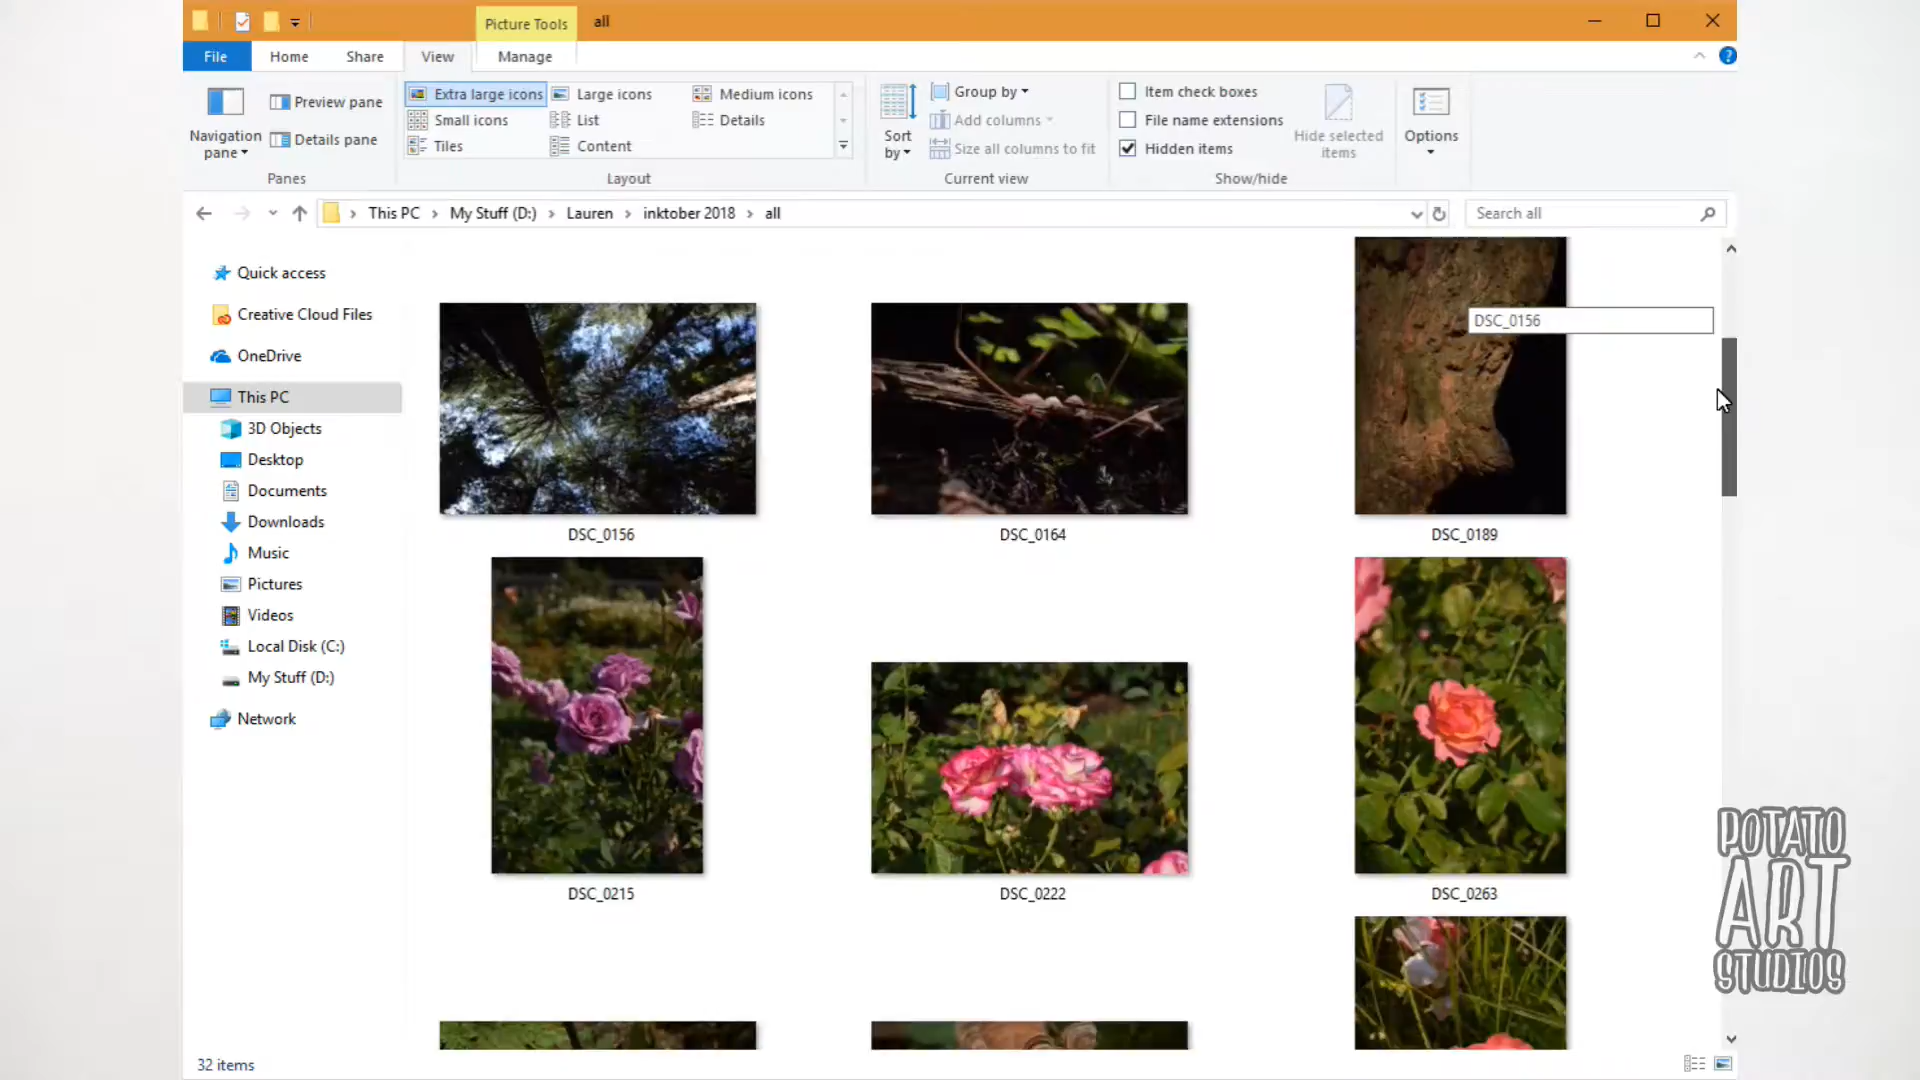 Picture Tools
all
File
Home
Share
View
Manage
Navigation pane
Preview pane
Details pane
Panes
Extra large icons
Large icons
Medium icons
Small icons
List
Details
Tiles
Content
Layout
Sort by
Group by
Add columns
Size all columns to fit
Current view
Item check boxes
File name extensions
Hidden items
Hide selected items
Show/hide
Options
This PC
My Stuff (D:)
Lauren
inktober 2018
all
Search all
Quick access
Creative Cloud Files
OneDrive
This PC
3D Objects
Desktop
Documents
Downloads
Music
Pictures
Videos
Local Disk (C:)
My Stuff (D:)
Network
DSC_0156
DSC_0156
DSC_0164
DSC_0189
DSC_0215
DSC_0222
DSC_0263
POTATO
ART
STUDIOS
32 items